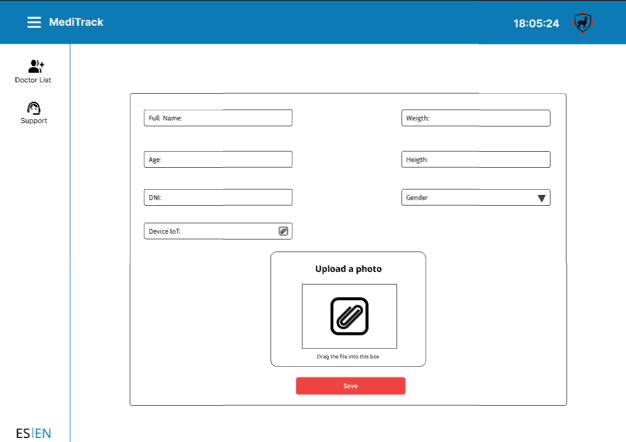 MediTrack
18:05:24
Doctor List
Support
Full Name:
Weigth:
Age:
Heigth:
DNI:
Gender
Device IoT:
Upload a photo
Drag the file into this box
Save
ES|EN